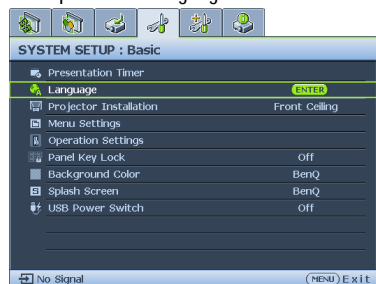 SYSTEM SETUP : Basic
Presentation Timer
Language ENTER
Projector Installation Front Ceiling
Menu Settings
Operation Settings
Panel Key Lock Off
Background Color BenQ
Splash Screen BenQ
USB Power Switch Off
No Signal MENU Exit